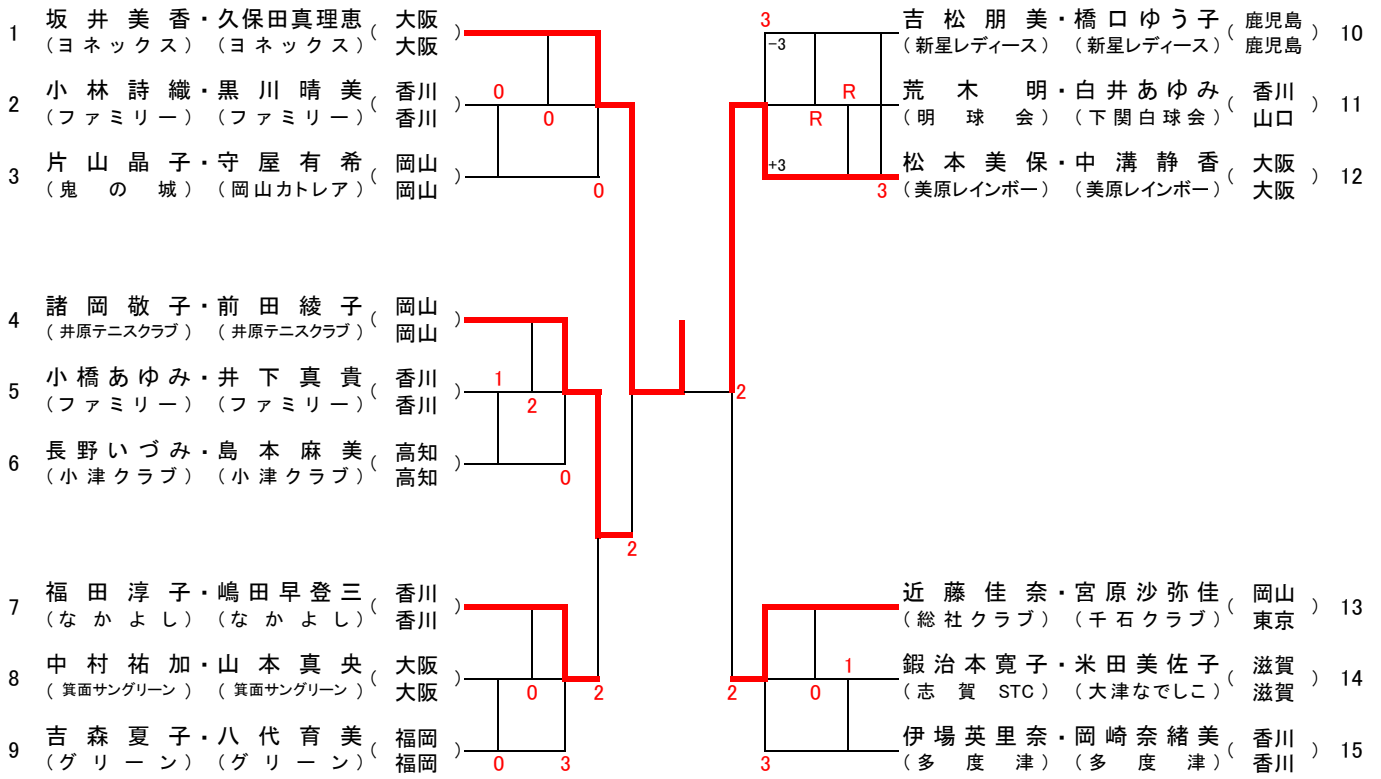 1 坂井美香・久保田真理恵 ( 大阪 大阪 )
(ヨネックス) (ヨネックス)
2 小林詩織・黒川晴美 ( 香川 香川 )
(ファミリー) (ファミリー)
3 片山晶子・守屋有希 ( 岡山 岡山 )
(鬼の城) (岡山カトレア)
0
0
0
4 諸岡敬子・前田綾子 ( 岡山 岡山 )
(井原テニスクラブ) (井原テニスクラブ)
5 小橋あゆみ・井下真貴 ( 香川 香川 )
(ファミリー) (ファミリー)
6 長野いづみ・島本麻美 ( 高知 高知 )
(小津クラブ) (小津クラブ)
1
2
0
2
7 福田淳子・嶋田早登三 ( 香川 香川 )
(なかよし) (なかよし)
8 中村祐加・山本真央 ( 大阪 大阪 )
(箕面サングリーン) (箕面サングリーン)
9 吉森夏子・八代育美 ( 福岡 福岡 )
(グリーン) (グリーン)
0
2
0
3
3
-3
R
R
+3
3
吉松朋美・橋口ゆう子 ( 鹿児島 鹿児島 ) 10
(新星レディース) (新星レディース)
荒木明・白井あゆみ ( 香川 山口 ) 11
(明球会) (下関白球会)
松本美保・中溝静香 ( 大阪 大阪 ) 12
(美原レインボー) (美原レインボー)
2
近藤佳奈・宮原沙弥佳 ( 岡山 東京 ) 13
(総社クラブ) (千石クラブ)
鍜治本寛子・米田美佐子 ( 滋賀 滋賀 ) 14
(志賀 STC) (大津なでしこ)
伊場英里奈・岡崎奈緒美 ( 香川 香川 ) 15
(多度津) (多度津)
1
2
0
3